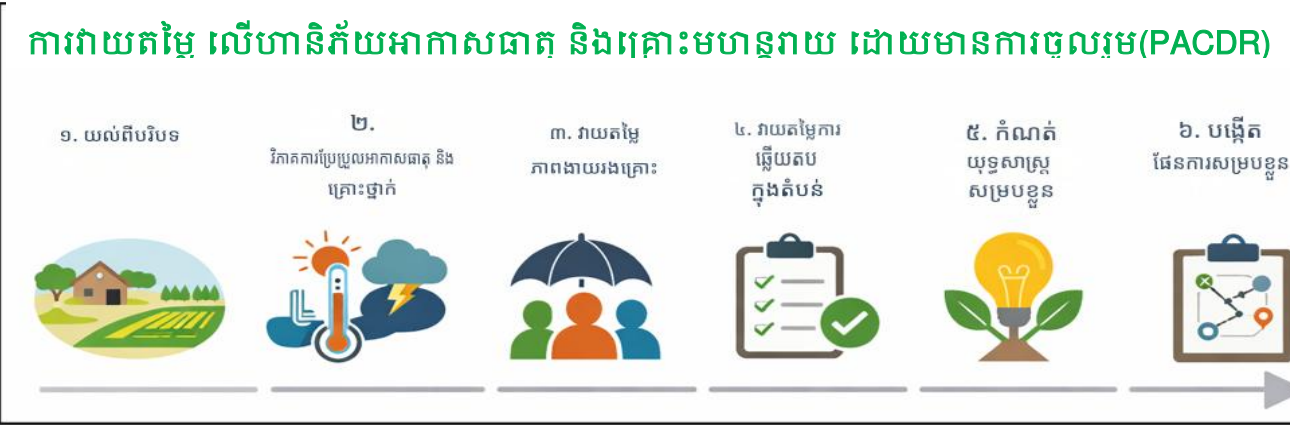 ការវាយតម្លៃ លើហានិភ័យអាកាសធាតុ និងគ្រោះមហន្តរាយ ដោយមានការចូលរួម(PACDR)
១. យល់ពីបរិបទ
២.
វិភាគការប្រែប្រួលអាកាសធាតុ និង
គ្រោះថ្នាក់
៣. វាយតម្លៃ
ភាពងាយរងគ្រោះ
៤. វាយតម្លៃការ
ឆ្លើយតប
ក្នុងតំបន់
៥. កំណត់
យុទ្ធសាស្ត្រ
សម្របខ្លួន
៦. បង្កើត
ផែនការសម្របខ្លួន